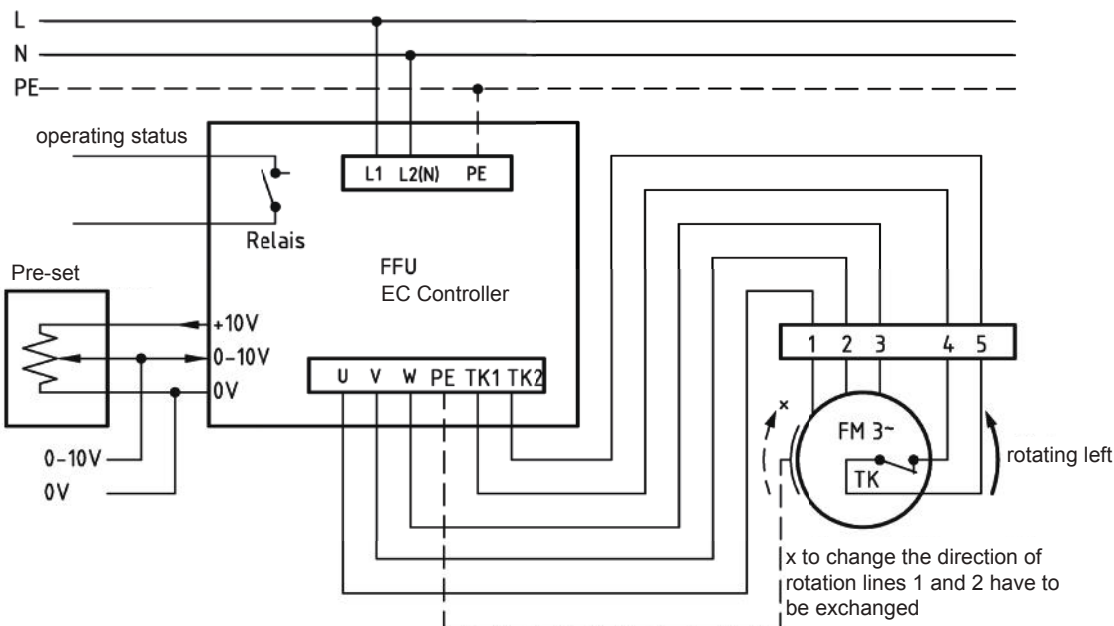 L
N
PE
operating status
L1 L2(N) PE
Relais
Pre-set
FFU
EC Controller
+10V
0-10V
0V
U V W PE TK1 TK2
1 2 3 4 5
x
FM 3~
TK
rotating left
0-10V
0V
x to change the direction of
rotation lines 1 and 2 have to
be exchanged